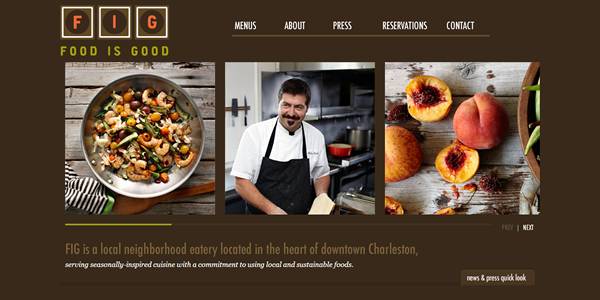 F I G
FOOD IS GOOD
MENUS ABOUT PRESS RESERVATIONS CONTACT
PREV | NEXT
FIG is a local neighborhood eatery located in the heart of downtown Charleston,
serving seasonally-inspired cuisine with a commitment to using local and sustainable foods.
news & press quick look